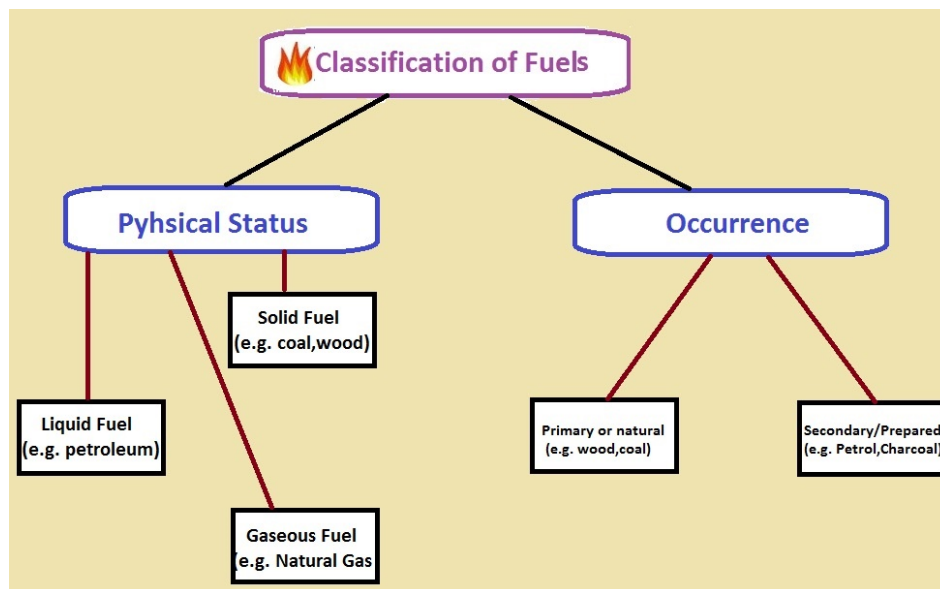 Classification of Fuels
Pyhsical Status
Occurrence
Solid Fuel
(e.g. coal,wood)
Liquid Fuel
(e.g. petroleum)
Gaseous Fuel
(e.g. Natural Gas
Primary or natural
(e.g. wood,coal)
Secondary/Prepared
(e.g. Petrol,Charcoal)